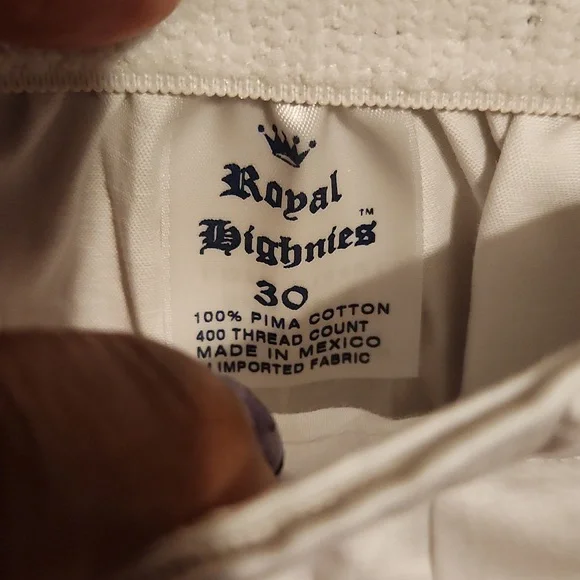 Royal
Highnies™
30
100% PIMA COTTON
400 THREAD COUNT
MADE IN MEXICO
IMPORTED FABRIC